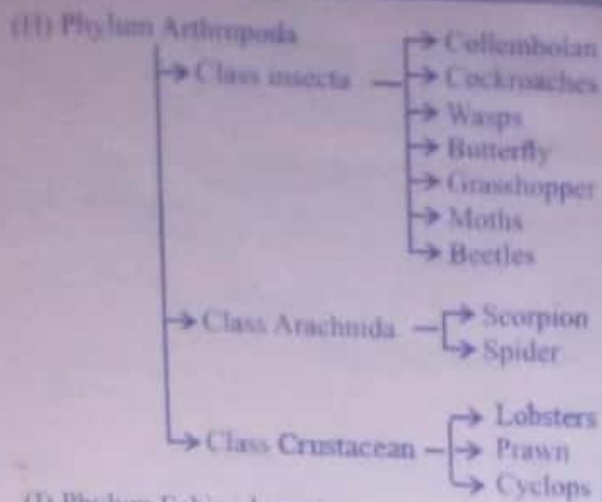 (H) Phylum Arthropoda
Class insecta
Collembolan
Cockroaches
Wasps
Butterfly
Grasshopper
Moths
Beetles
Class Arachnida
Scorpion
Spider
Class Crustacean
Lobsters
Prawn
Cyclops
(I) Phylum